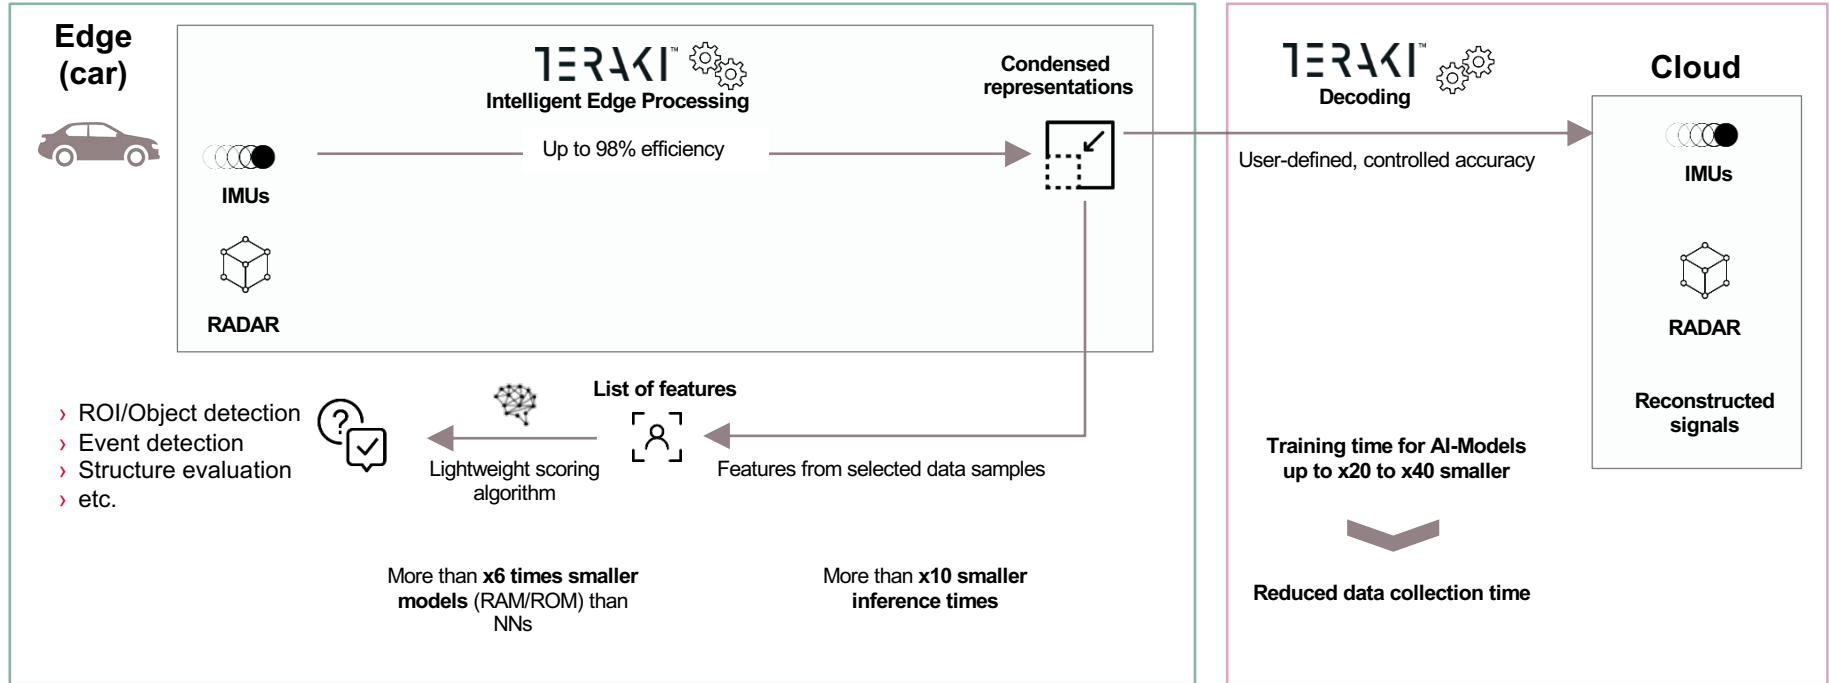 Edge
(car)
TERAKI™
Intelligent Edge Processing
Up to 98% efficiency
Condensed
representations
IMUs
RADAR
List of features
Features from selected data samples
Lightweight scoring
algorithm
› ROI/Object detection
› Event detection
› Structure evaluation
› etc.
More than x6 times smaller
models (RAM/ROM) than
NNs
More than x10 smaller
inference times
TERAKI™
Decoding
User-defined, controlled accuracy
Cloud
IMUs
RADAR
Reconstructed
signals
Training time for AI-Models
up to x20 to x40 smaller
Reduced data collection time